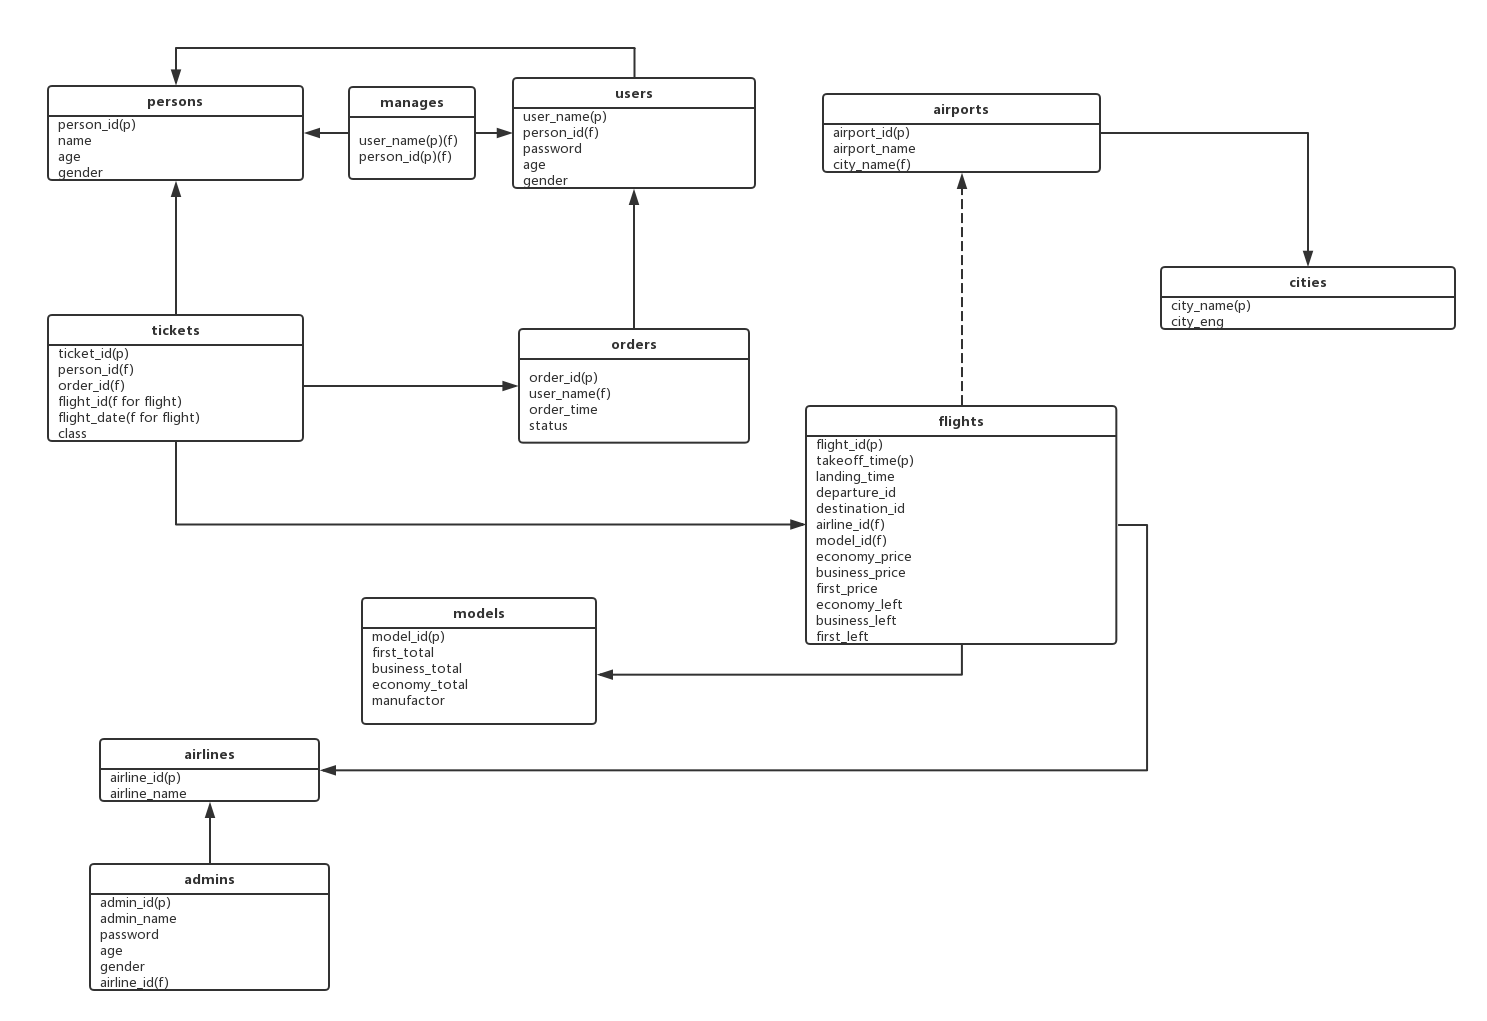 persons
person_id(p)
name
age
gender
manages
user_name(p)(f)
person_id(p)(f)
users
user_name(p)
person_id(f)
password
age
gender
airports
airport_id(p)
airport_name
city_name(f)
cities
city_name(p)
city_eng
tickets
ticket_id(p)
person_id(f)
order_id(f)
flight_id(f for flight)
flight_date(f for flight)
class
orders
order_id(p)
user_name(f)
order_time
status
flights
flight_id(p)
takeoff_time(p)
landing_time
departure_id
destination_id
airline_id(f)
model_id(f)
economy_price
business_price
first_price
economy_left
business_left
first_left
models
model_id(p)
first_total
business_total
economy_total
manufactor
airlines
airline_id(p)
airline_name
admins
admin_id(p)
admin_name
password
age
gender
airline_id(f)